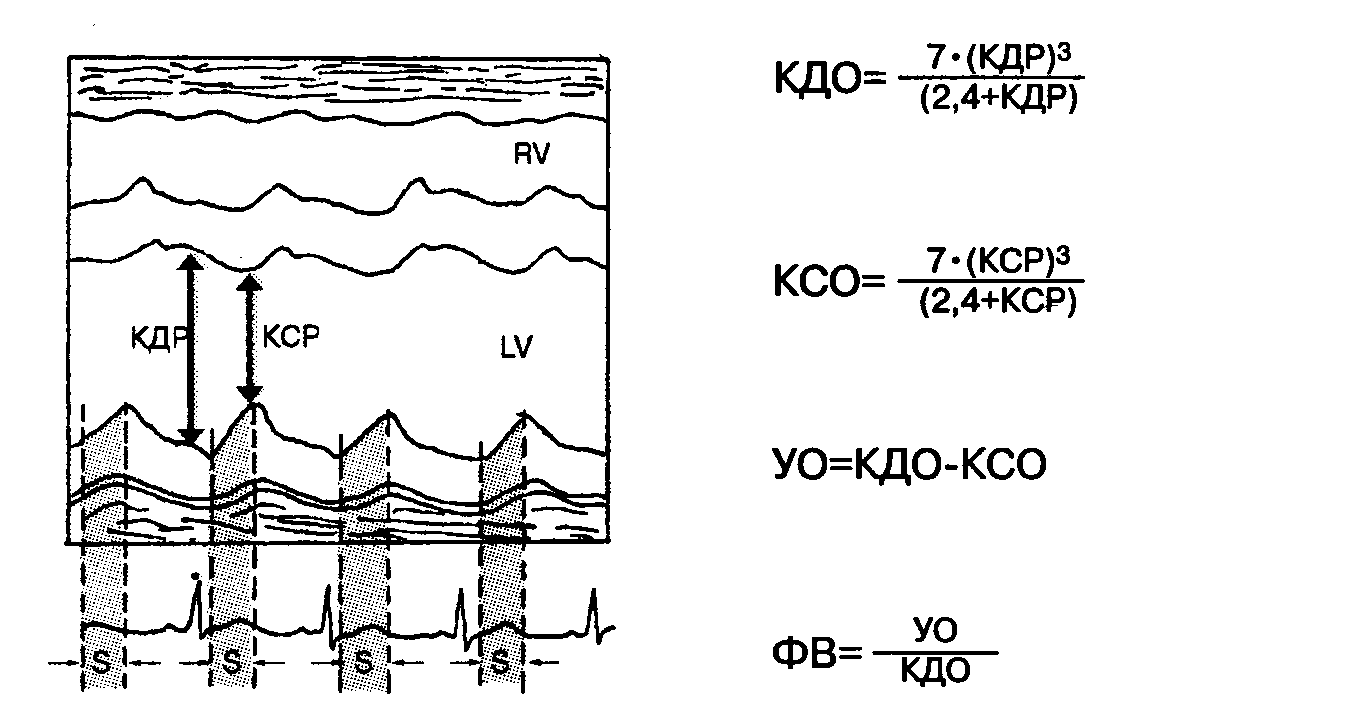 RV
КДР
КСР
LV
S S S S
КДО= 7·(КДР)³
(2,4+КДР)
КСО= 7·(КСР)³
(2,4+КСР)
УО=КДО-КСО
ФВ= УО
КДО